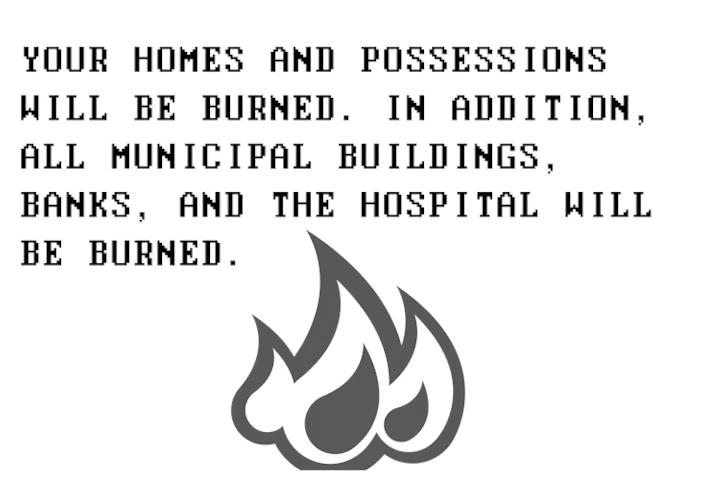 YOUR HOMES AND POSSESSIONS
WILL BE BURNED. IN ADDITION,
ALL MUNICIPAL BUILDINGS,
BANKS, AND THE HOSPITAL WILL
BE BURNED.